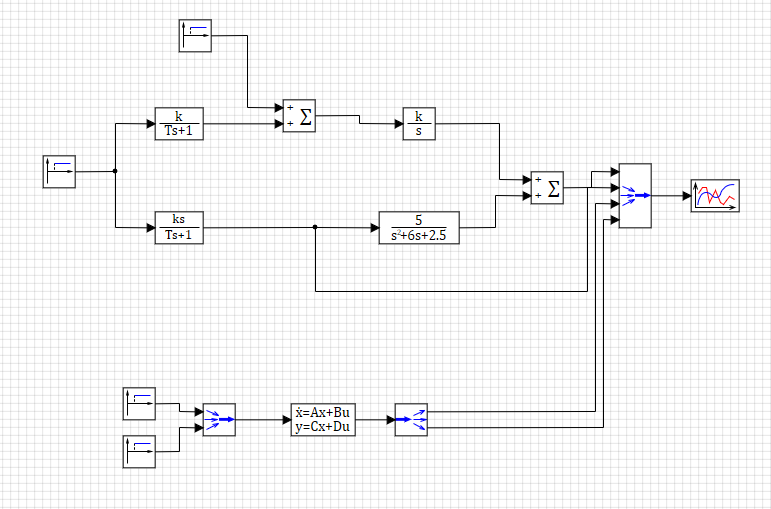 k
Ts+1
+
+
Σ
k
s
+
+
Σ
ks
Ts+1
5
s²+6s+2.5
ẋ=Ax+Bu
y=Cx+Du